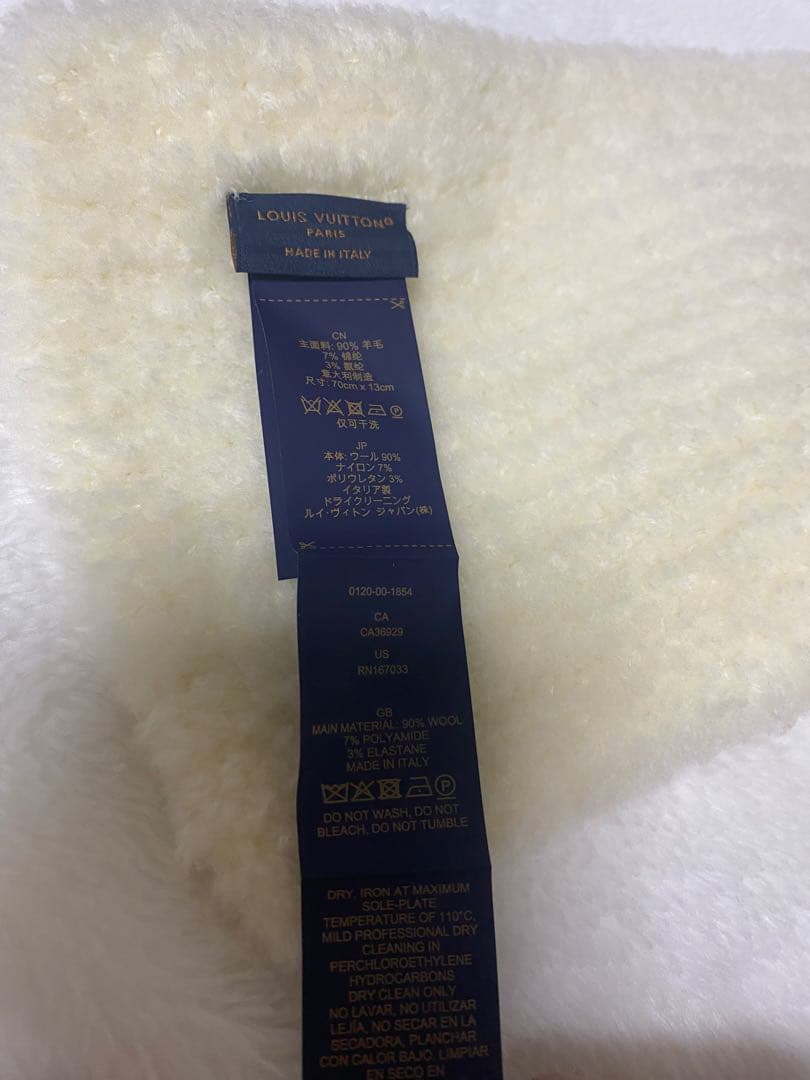 LOUIS VUITTON®
PARIS
MADE IN ITALY
CN
主面料: 90% 羊毛
7% 锦纶
3% 氨纶
意大利制造
尺寸: 70cm x 13cm
仅可干洗
JP
本体: ウール 90%
ナイロン 7%
ポリウレタン 3%
イタリア製
ドライクリーニング
ルイ・ヴィトン ジャパン(株)
0120-00-1854
CA
CA36929
US
RN167033
GB
MAIN MATERIAL: 90% WOOL
7% POLYAMIDE
3% ELASTANE
MADE IN ITALY
DO NOT WASH, DO NOT
BLEACH, DO NOT TUMBLE
DRY, IRON AT MAXIMUM
SOLE-PLATE
TEMPERATURE OF 110°C,
MILD PROFESSIONAL DRY
CLEANING IN
PERCHLOROETHYLENE
HYDROCARBONS
DRY CLEAN ONLY
NO LAVAR, NO UTILIZAR
LEJÍA, NO SECAR EN LA
SECADORA, PLANCHAR
CON CALOR BAJO, LIMPIAR
EN SECO EN